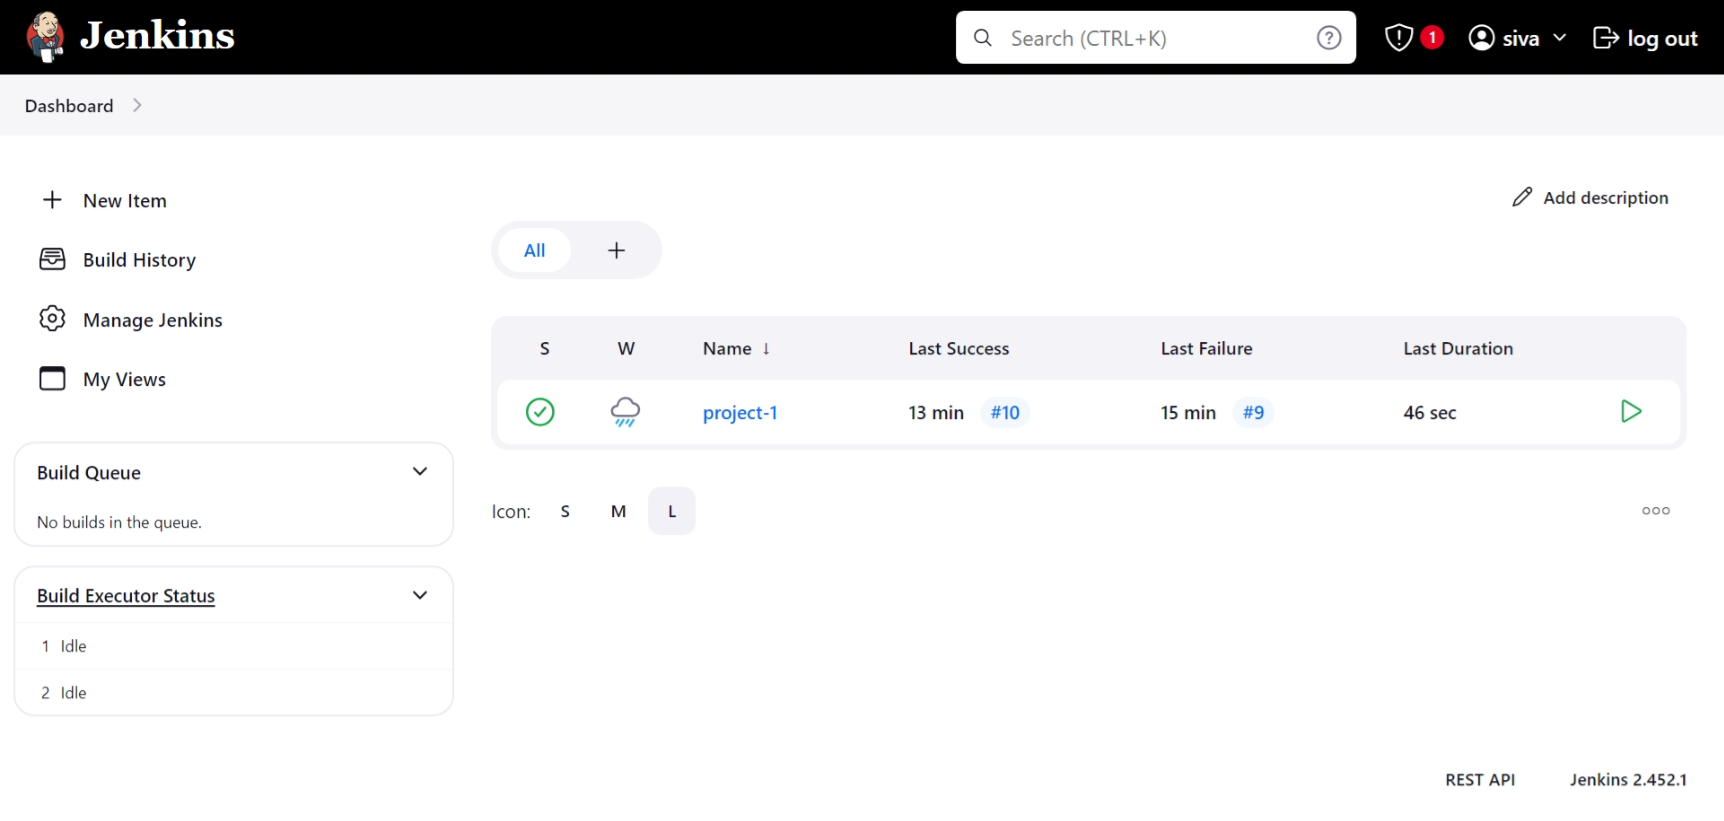 Jenkins
Search (CTRL+K)
?
1
siva
log out
Dashboard
New Item
Build History
Manage Jenkins
My Views
Add description
All +
S W Name ↓ Last Success Last Failure Last Duration
project-1 13 min #10 15 min #9 46 sec
Icon: S M L
Build Queue
No builds in the queue.
Build Executor Status
1 Idle
2 Idle
REST API Jenkins 2.452.1